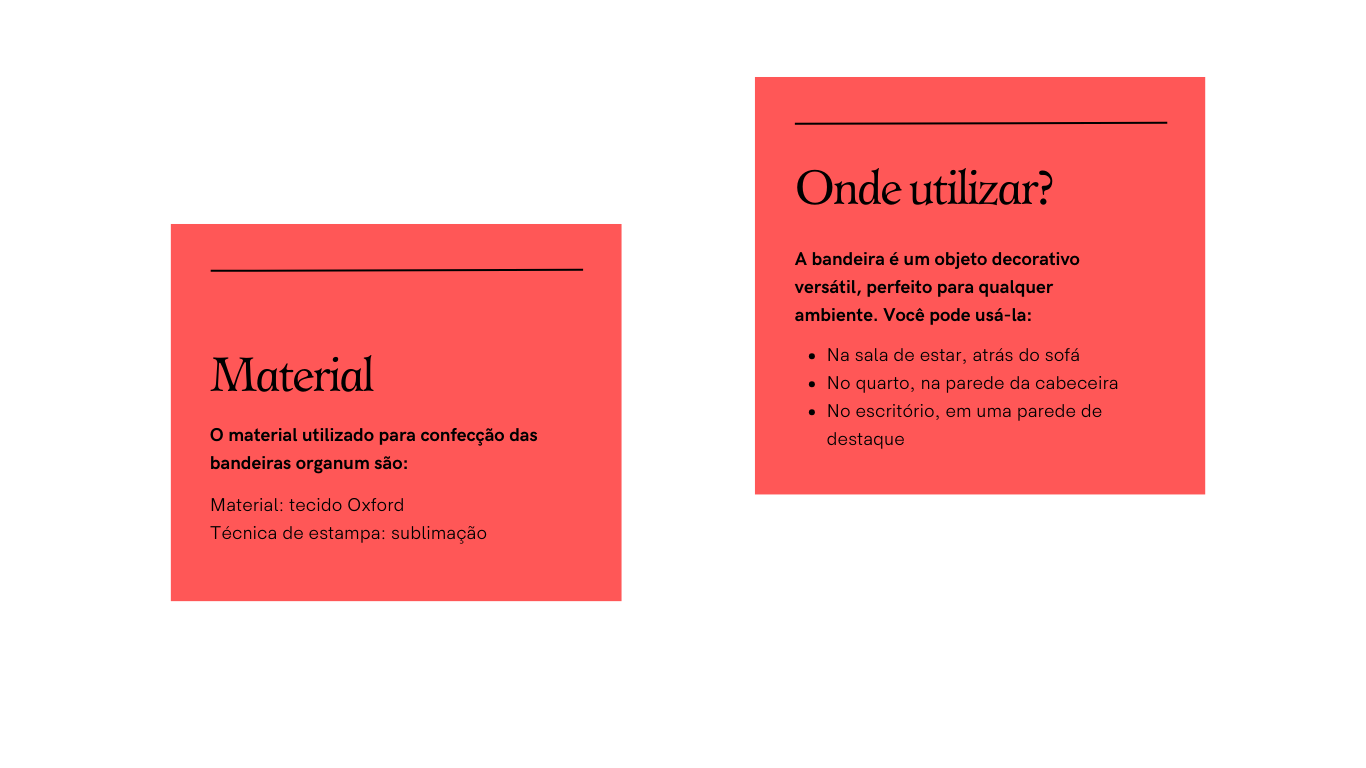 Material
O material utilizado para confecção das
bandeiras organum são:
Material: tecido Oxford
Técnica de estampa: sublimação
Onde utilizar?
A bandeira é um objeto decorativo
versátil, perfeito para qualquer
ambiente. Você pode usá-la:
• Na sala de estar, atrás do sofá
• No quarto, na parede da cabeceira
• No escritório, em uma parede de
destaque